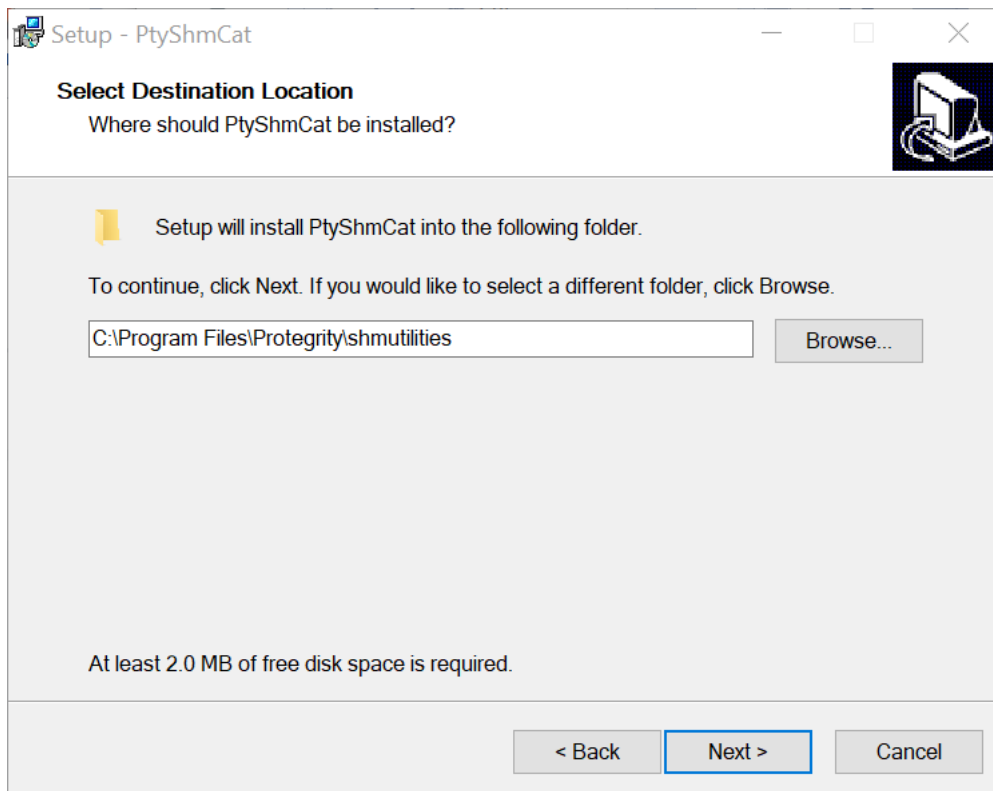 Setup - PtyShmCat
Select Destination Location
Where should PtyShmCat be installed?
Setup will install PtyShmCat into the following folder.
To continue, click Next. If you would like to select a different folder, click Browse.
C:\Program Files\Protegrity\shmutilities
Browse...
At least 2.0 MB of free disk space is required.
< Back
Next >
Cancel